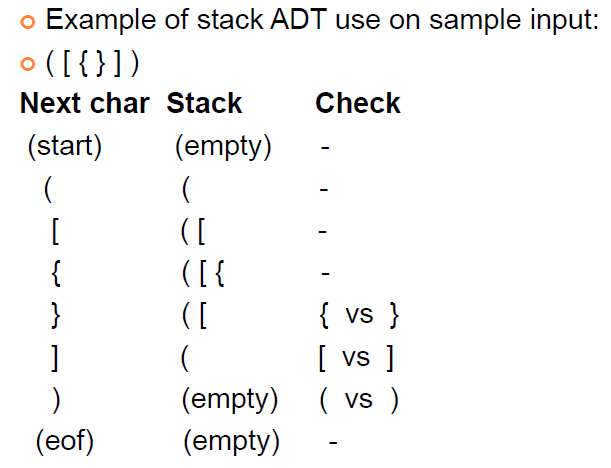 Example of stack ADT use on sample input:
( [ { } ] )
Next char Stack Check
(start) (empty) -
( ( -
[ ( [ -
{ ( [ { -
} ( [ { vs }
] ( [ vs ]
) (empty) ( vs )
(eof) (empty) -